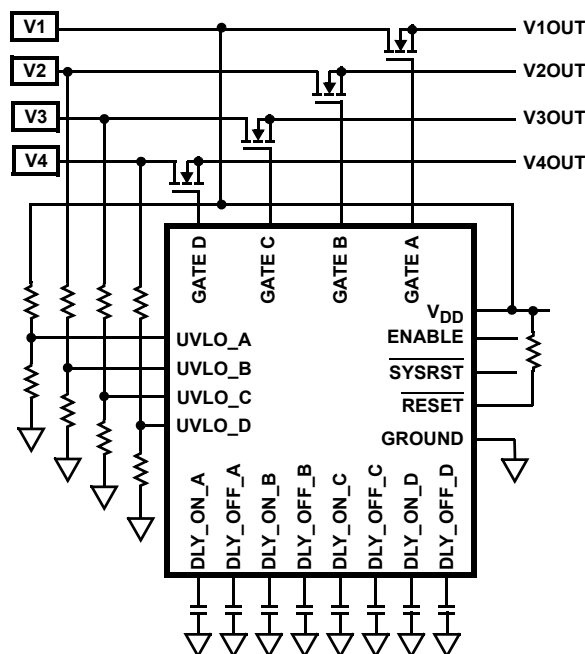 V1
V1OUT
V2
V2OUT
V3
V3OUT
V4
V4OUT
GATE D
GATE C
GATE B
GATE A
VDD
UVLO_A
ENABLE
UVLO_B
SYSRST
UVLO_C
RESET
UVLO_D
GROUND
DLY_ON_A
DLY_OFF_A
DLY_ON_B
DLY_OFF_B
DLY_ON_C
DLY_OFF_C
DLY_ON_D
DLY_OFF_D